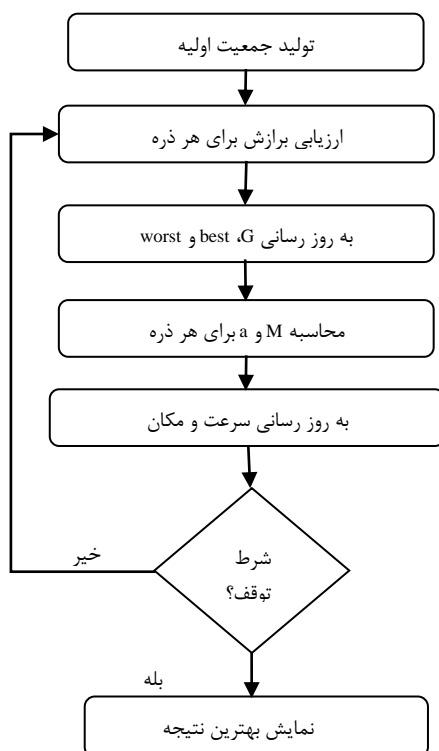 تولید جمعیت اولیه
ارزیابی برازش برای هر ذره
به روز رسانی G، best و worst
محاسبه M و a برای هر ذره
به روز رسانی سرعت و مکان
شرط
توقف؟
خیر
بله
نمایش بهترین نتیجه